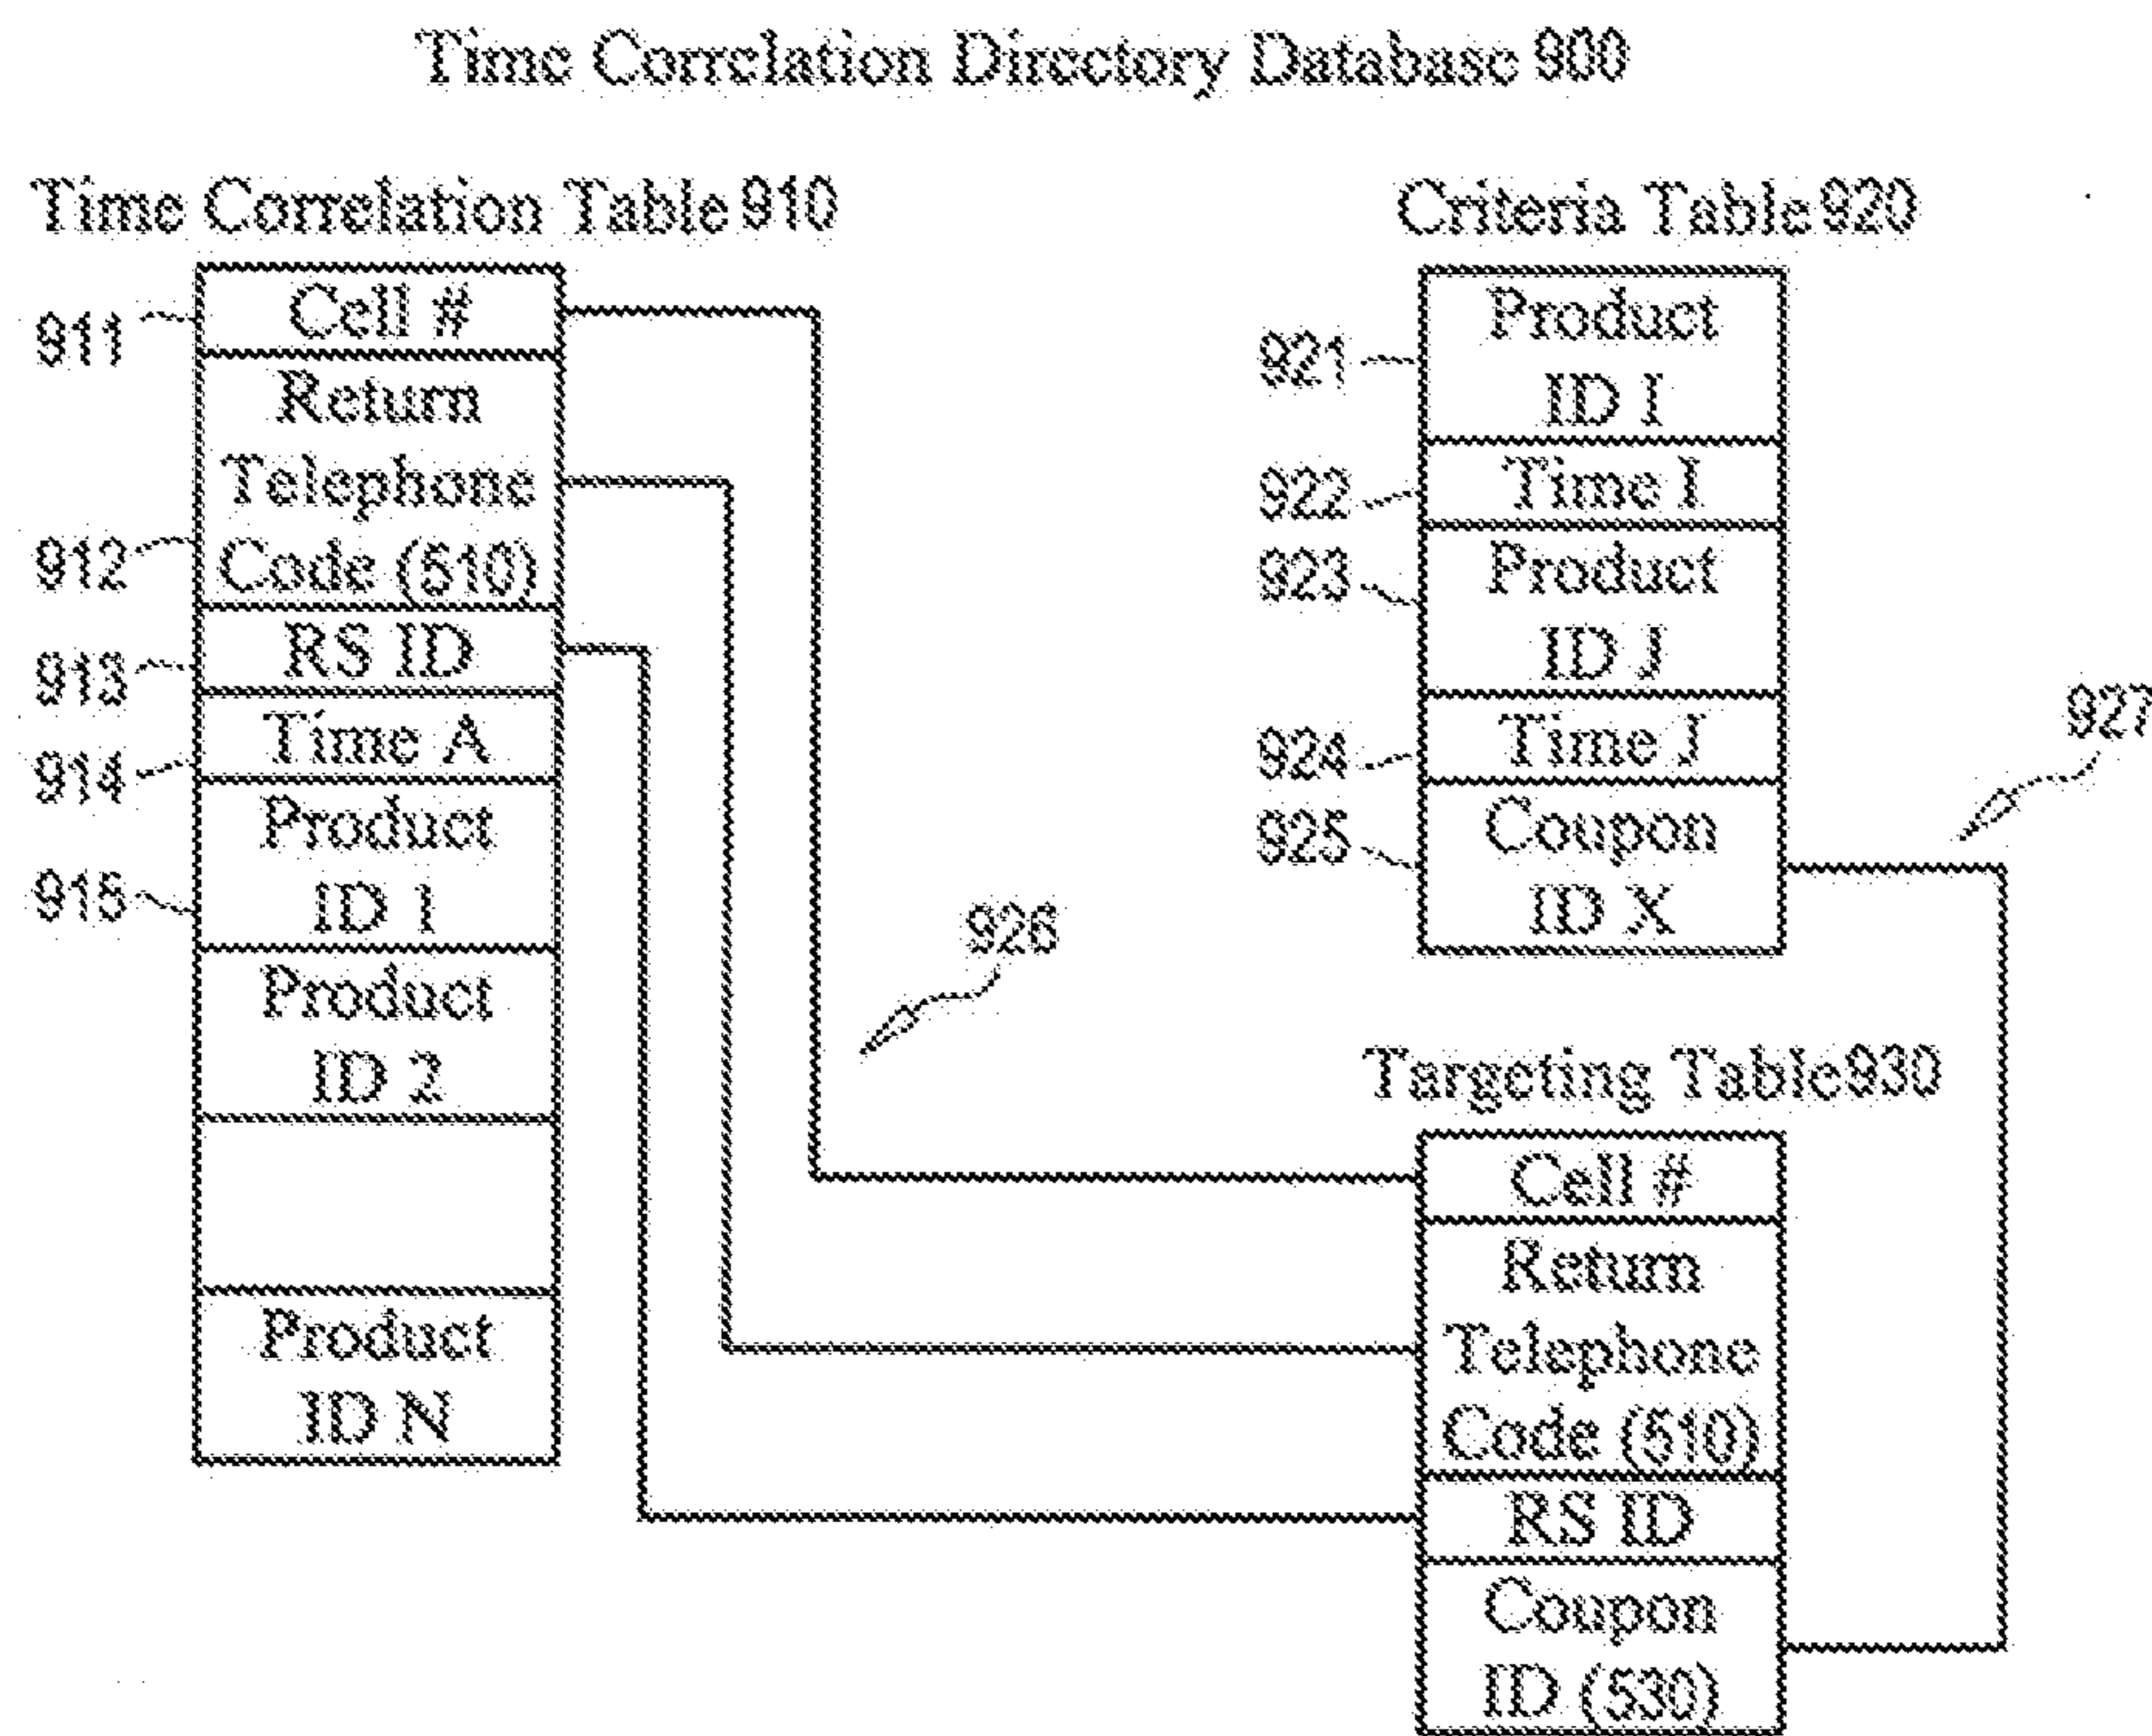 Time Correlation Directory Database 900
Time Correlation Table 910
911
Cell #
912
Return
Telephone
Code (510)
913
RS ID
914
Time A
915
Product
ID 1
Product
ID 2
Product
ID N
926
Criteria Table 920
921
Product
ID I
922
Time I
923
Product
ID J
924
Time J
925
Coupon
ID X
927
Targeting Table 930
Cell #
Return
Telephone
Code (510)
RS ID
Coupon
ID (530)